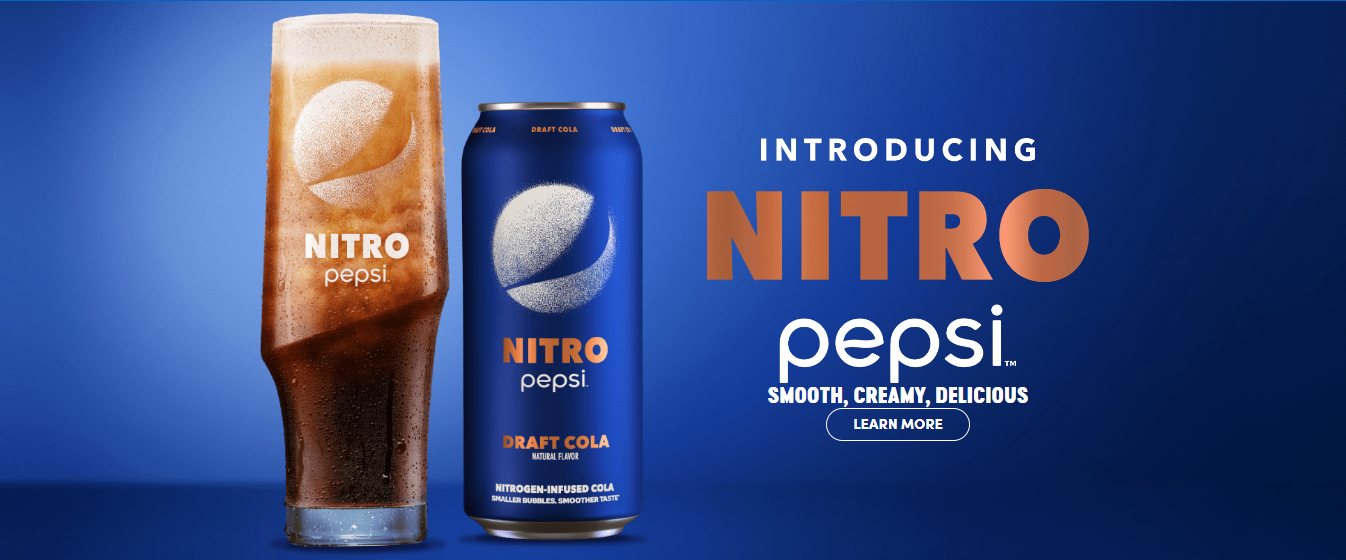 NITRO
pepsi
DRAFT COLA
NITRO
pepsi
DRAFT COLA
NATURAL FLAVOR
NITROGEN-INFUSED COLA
SMALLER BUBBLES. SMOOTHER TASTE
INTRODUCING
NITRO
pepsi™
SMOOTH, CREAMY, DELICIOUS
LEARN MORE